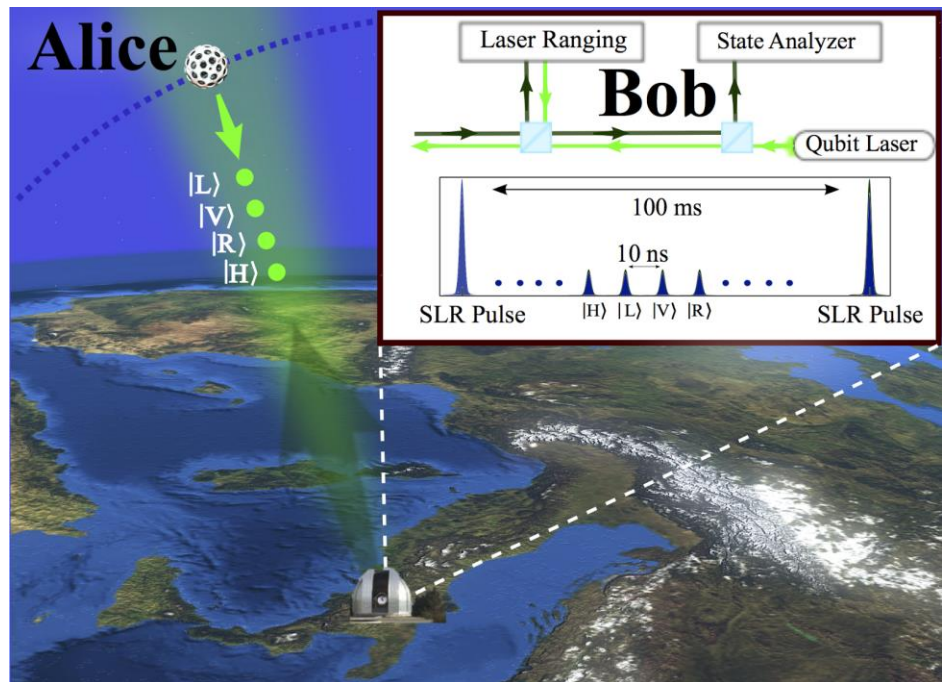 Alice
|L⟩
|V⟩
|R⟩
|H⟩
Laser Ranging
State Analyzer
Bob
Qubit Laser
100 ms
10 ns
SLR Pulse
|H⟩ |L⟩ |V⟩ |R⟩
SLR Pulse